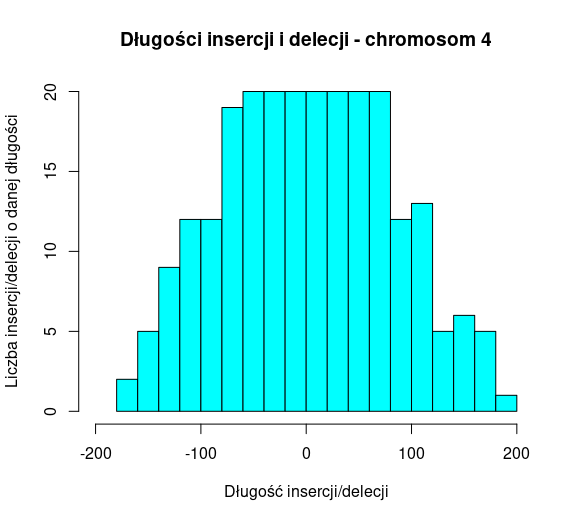 Długości insercji i delecji - chromosom 4
Liczba insercji/delecji o danej długości
20
15
10
5
0
-200 -100 0 100 200
Długość insercji/delecji